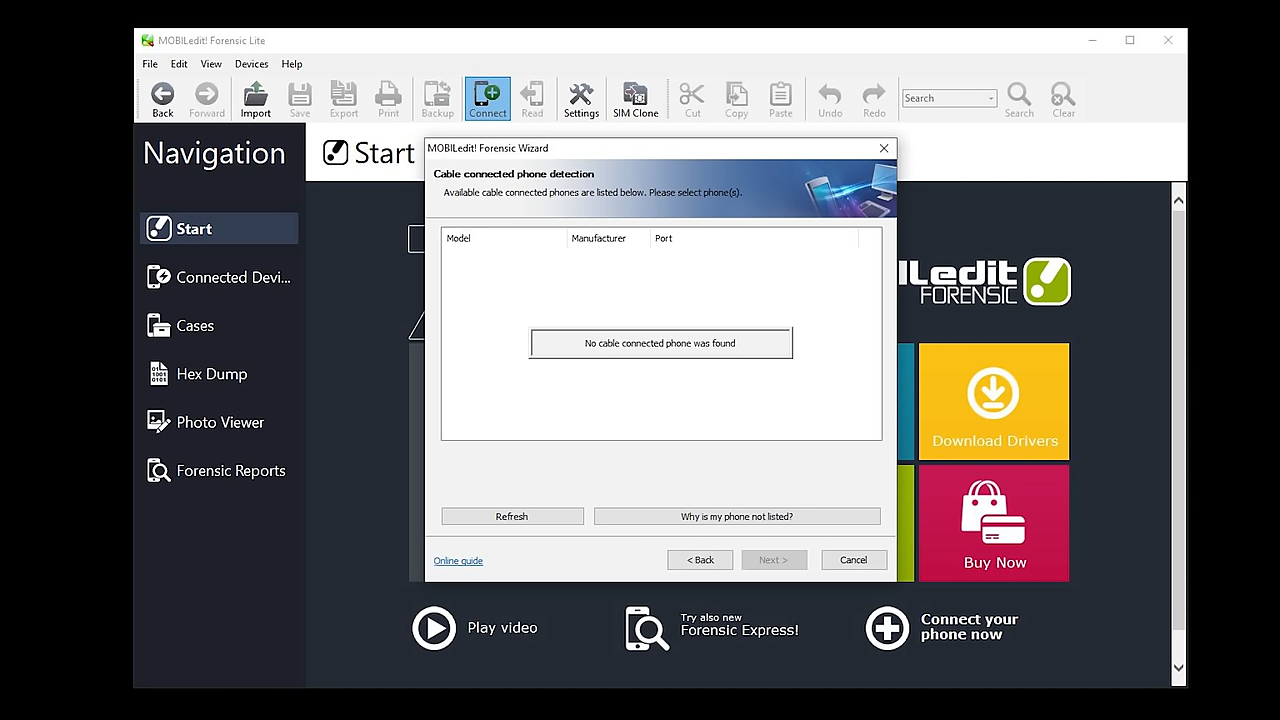 MOBILedit! Forensic Lite
File Edit View Devices Help
Back Forward Import Save Export Print Backup Connect Read Settings SIM Clone Cut Copy Paste Undo Redo Search Search Clear
Navigation
Start
Connected Devi...
Cases
Hex Dump
Photo Viewer
Forensic Reports
Start
MOBILedit! Forensic Wizard
Cable connected phone detection
Available cable connected phones are listed below. Please select phone(s).
Model Manufacturer Port
No cable connected phone was found
Refresh Why is my phone not listed?
Online guide < Back Next > Cancel
ILedit
FORENSIC
Download Drivers
Buy Now
Play video
Try also new
Forensic Express!
Connect your
phone now